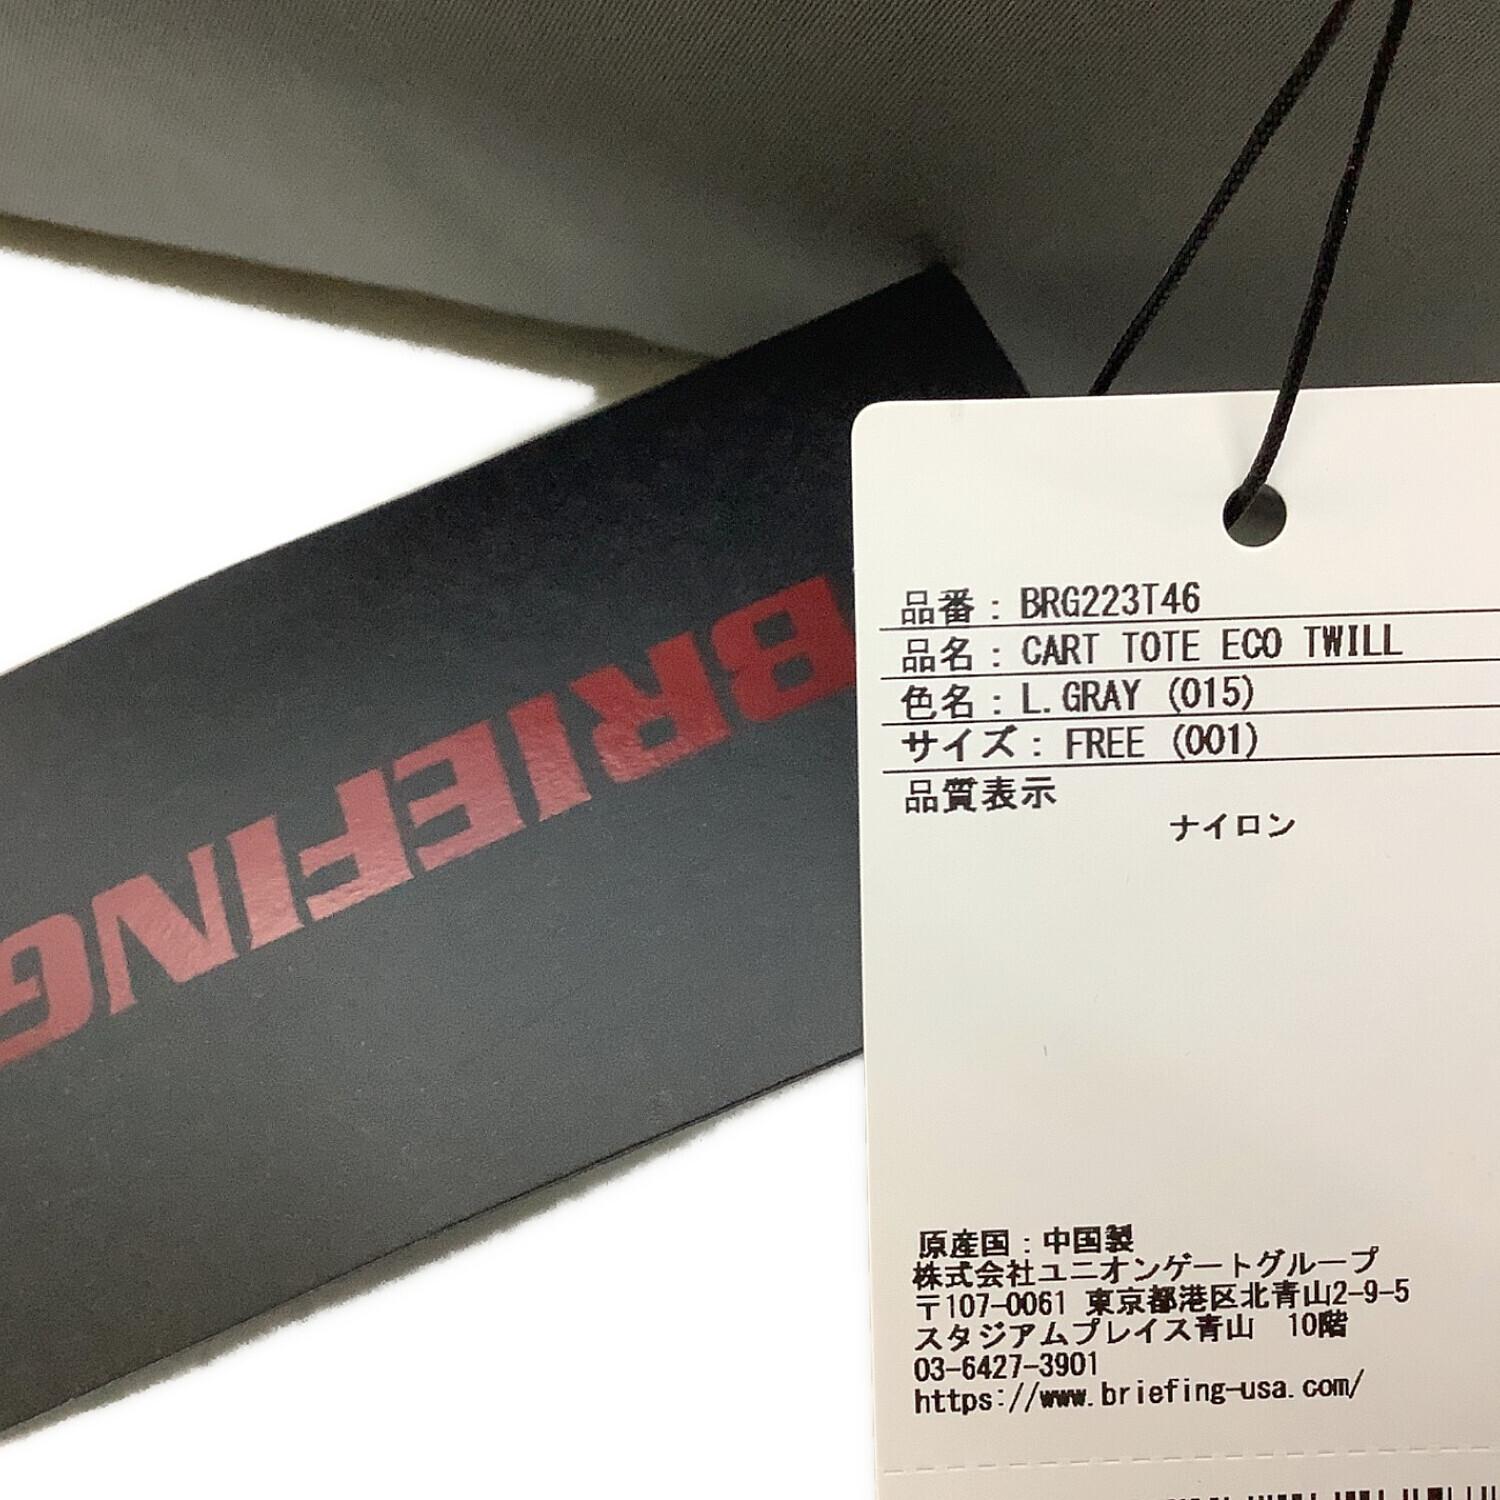 BRIEFING
品番: BRG223T46
品名: CART TOTE ECO TWILL
色名: L.GRAY (015)
サイズ: FREE (001)
品質表示
ナイロン
原産国:中国製
株式会社ユニオンゲートグループ
〒107-0061 東京都港区北青山2-9-5
スタジアムプレイス青山　10階
03-6427-3901
https://www.briefing-usa.com/